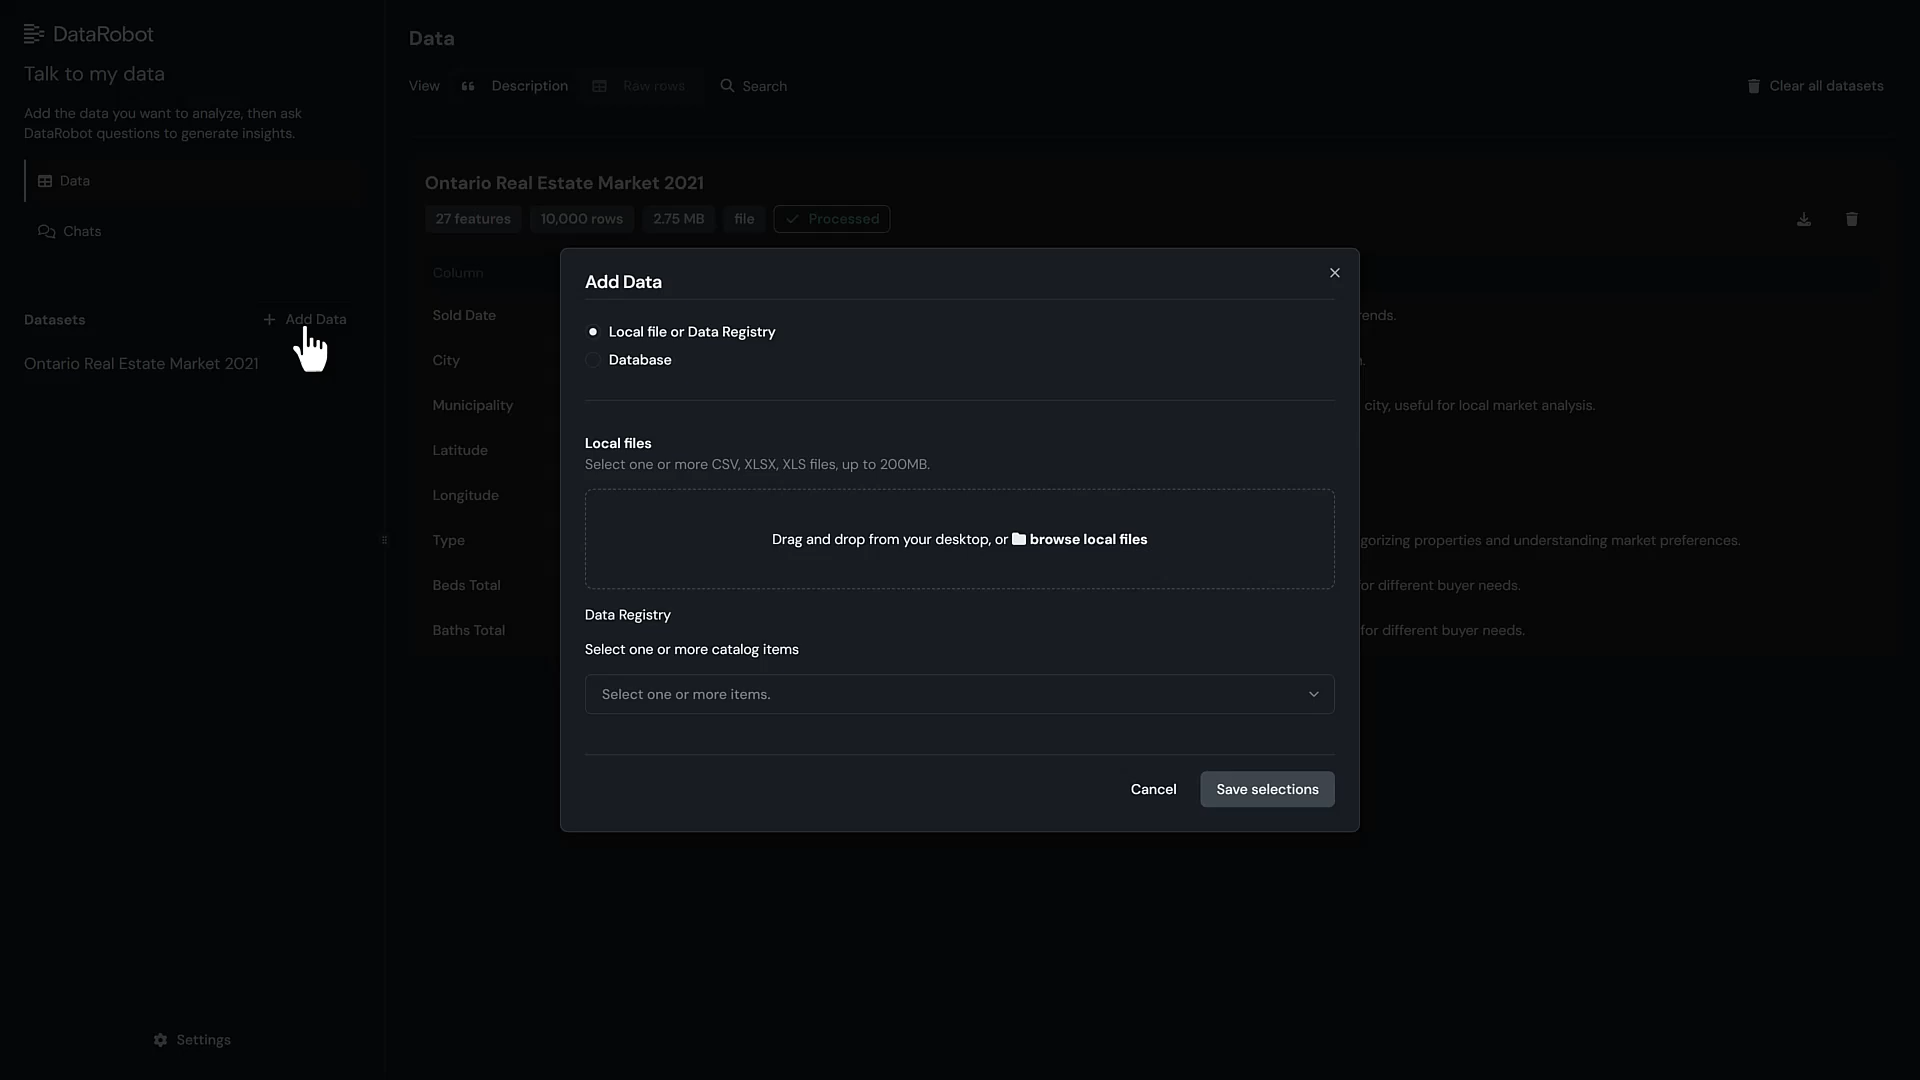 DataRobot
Talk to my data
Add the data you want to analyze, then ask
DataRobot questions to generate insights.
Data
Chats
Datasets
Add Data
Ontario Real Estate Market 2021
Settings
Data
View
Description
Raw rows
Search
Clear all datasets
Ontario Real Estate Market 2021
27 features
10,000 rows
2.75 MB
file
Processed
Column
Sold Date
City
Municipality
city, useful for local market analysis.
Latitude
Longitude
Type
gorizing properties and understanding market preferences.
Beds Total
or different buyer needs.
Baths Total
for different buyer needs.
ends.
Add Data
Local file or Data Registry
Database
Local files
Select one or more CSV, XLSX, XLS files, up to 200MB.
Drag and drop from your desktop, or browse local files
Data Registry
Select one or more catalog items
Select one or more items.
Cancel
Save selections